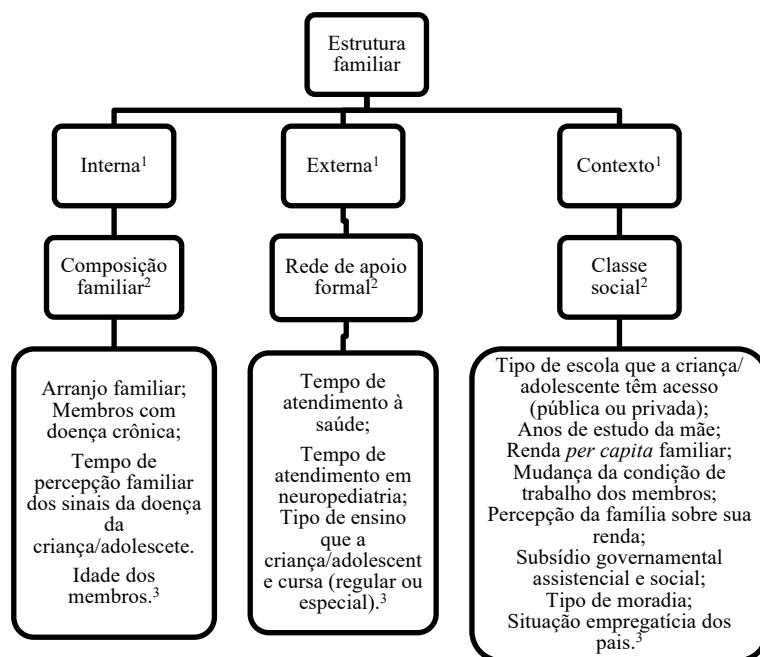 Estrutura
familiar
Interna¹
Externa¹
Contexto¹
Composição
familiar²
Rede de apoio
formal²
Classe
social²
Arranjo familiar;
Membros com
doença crônica;
Tempo de
percepção familiar
dos sinais da doença
da
criança/adolescete.
Idade dos
membros.³
Tempo de
atendimento à
saúde;
Tempo de
atendimento em
neuropediatria;
Tipo de ensino
que a
criança/adolescent
e cursa (regular ou
especial).³
Tipo de escola que a criança/
adolescente têm acesso
(pública ou privada);
Anos de estudo da mãe;
Renda per capita familiar;
Mudança da condição de
trabalho dos membros;
Percepção da família sobre sua
renda;
Subsídio governamental
assistencial e social;
Tipo de moradia;
Situação empregatícia dos
pais.³